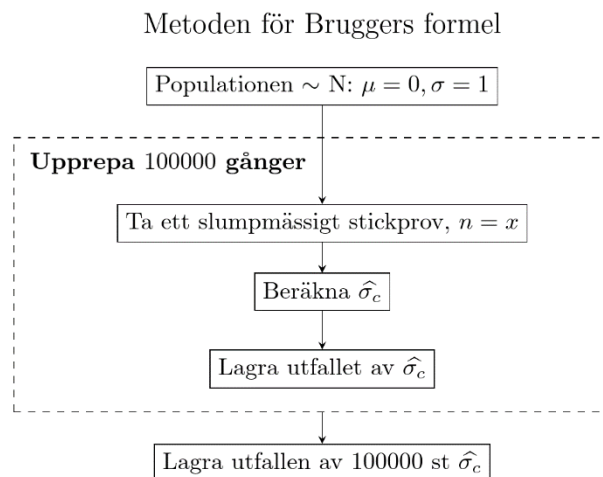 Metoden för Bruggers formel
Populationen ∼ N: μ = 0, σ = 1
Upprepa 100000 gånger
Ta ett slumpmässigt stickprov, n = x
Beräkna σ̂_c
Lagra utfallet av σ̂_c
Lagra utfallen av 100000 st σ̂_c